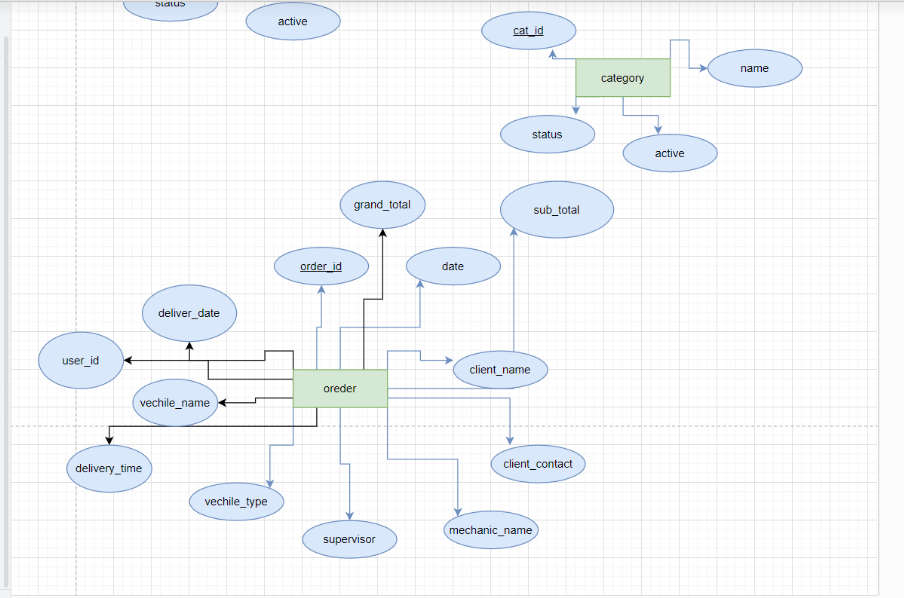 status
active
cat_id
category
name
status
active
grand_total
sub_total
order_id
date
deliver_date
user_id
client_name
oreder
vechile_name
delivery_time
client_contact
vechile_type
mechanic_name
supervisor